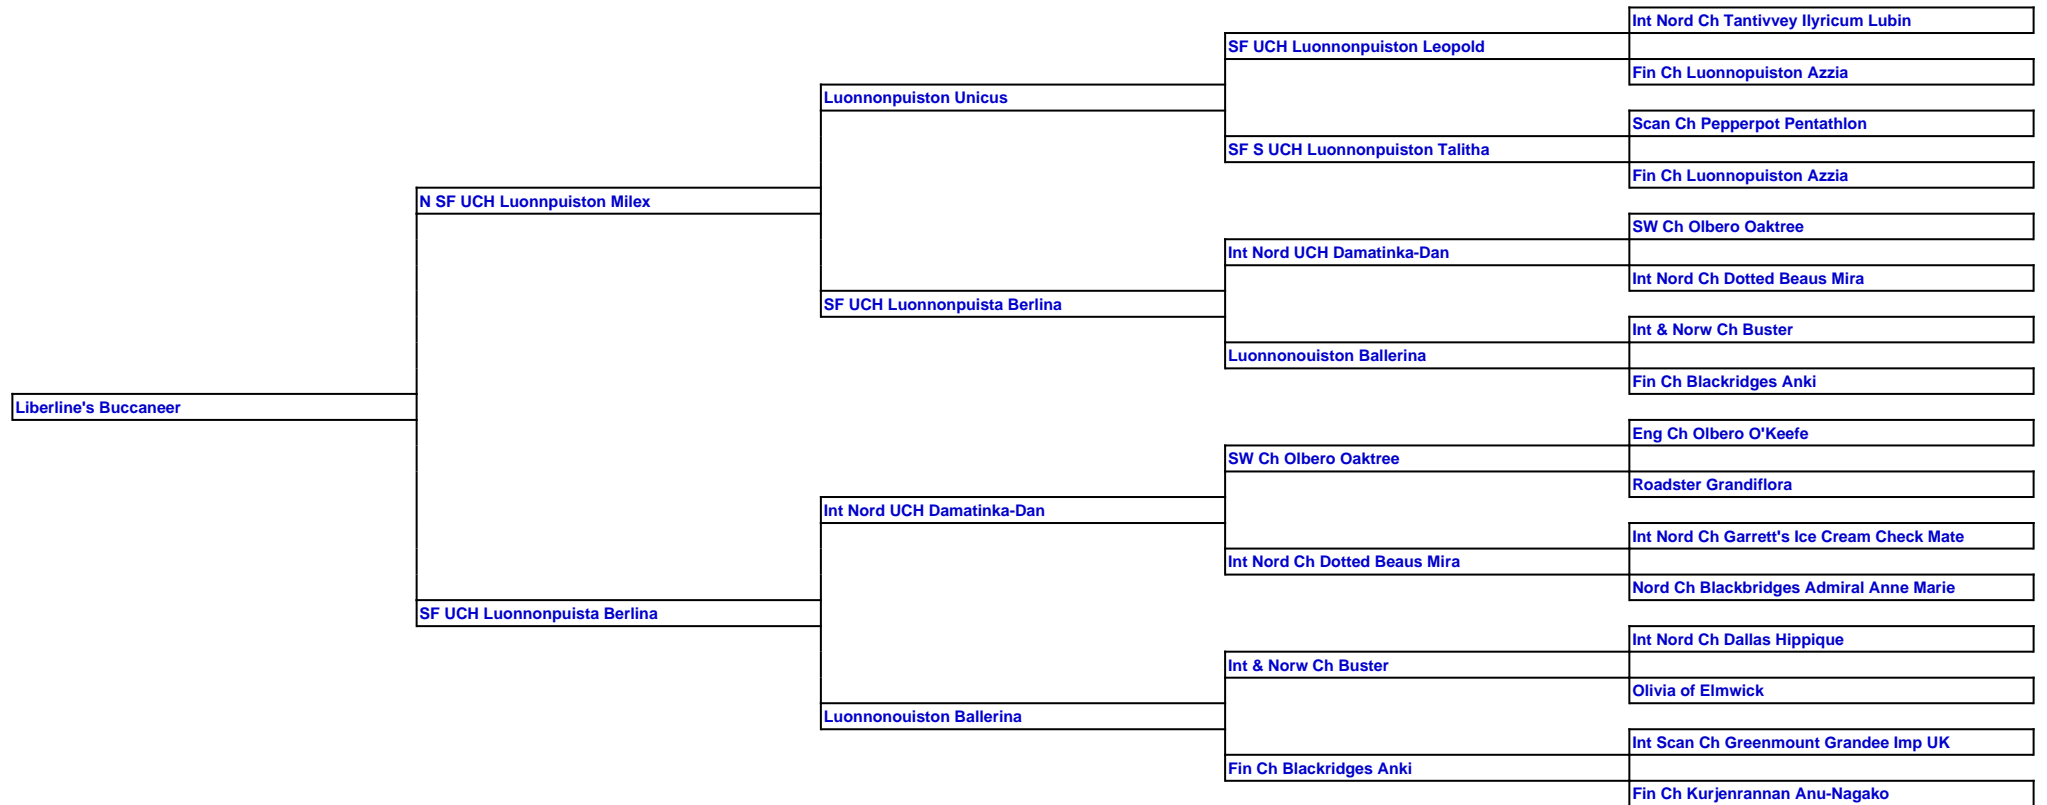 Int Nord Ch Tantivvey Ilyricum Lubin
SF UCH Luonnonpuiston Leopold
Fin Ch Luonnopuiston Azzia
Luonnonpuiston Unicus
Scan Ch Pepperpot Pentathlon
SF S UCH Luonnonpuiston Talitha
Fin Ch Luonnopuiston Azzia
N SF UCH Luonnpuiston Milex
SW Ch Olbero Oaktree
Int Nord UCH Damatinka-Dan
Int Nord Ch Dotted Beaus Mira
SF UCH Luonnonpuista Berlina
Int & Norw Ch Buster
Luonnonouiston Ballerina
Fin Ch Blackridges Anki
Liberline's Buccaneer
Eng Ch Olbero O'Keefe
SW Ch Olbero Oaktree
Roadster Grandiflora
Int Nord UCH Damatinka-Dan
Int Nord Ch Garrett's Ice Cream Check Mate
Int Nord Ch Dotted Beaus Mira
Nord Ch Blackbridges Admiral Anne Marie
SF UCH Luonnonpuista Berlina
Int Nord Ch Dallas Hippique
Int & Norw Ch Buster
Olivia of Elmwick
Luonnonouiston Ballerina
Int Scan Ch Greenmount Grandee Imp UK
Fin Ch Blackridges Anki
Fin Ch Kurjenrannan Anu-Nagako